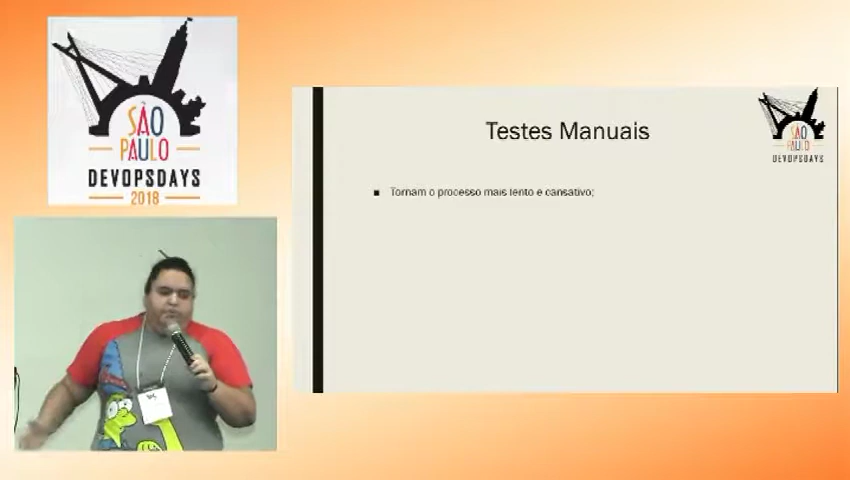 SÃO
PAULO
DEVOPSDAYS
2018
Testes Manuais
SÃO
PAULO
DEVOPSDAYS
■ Tornam o processo mais lento e cansativo;